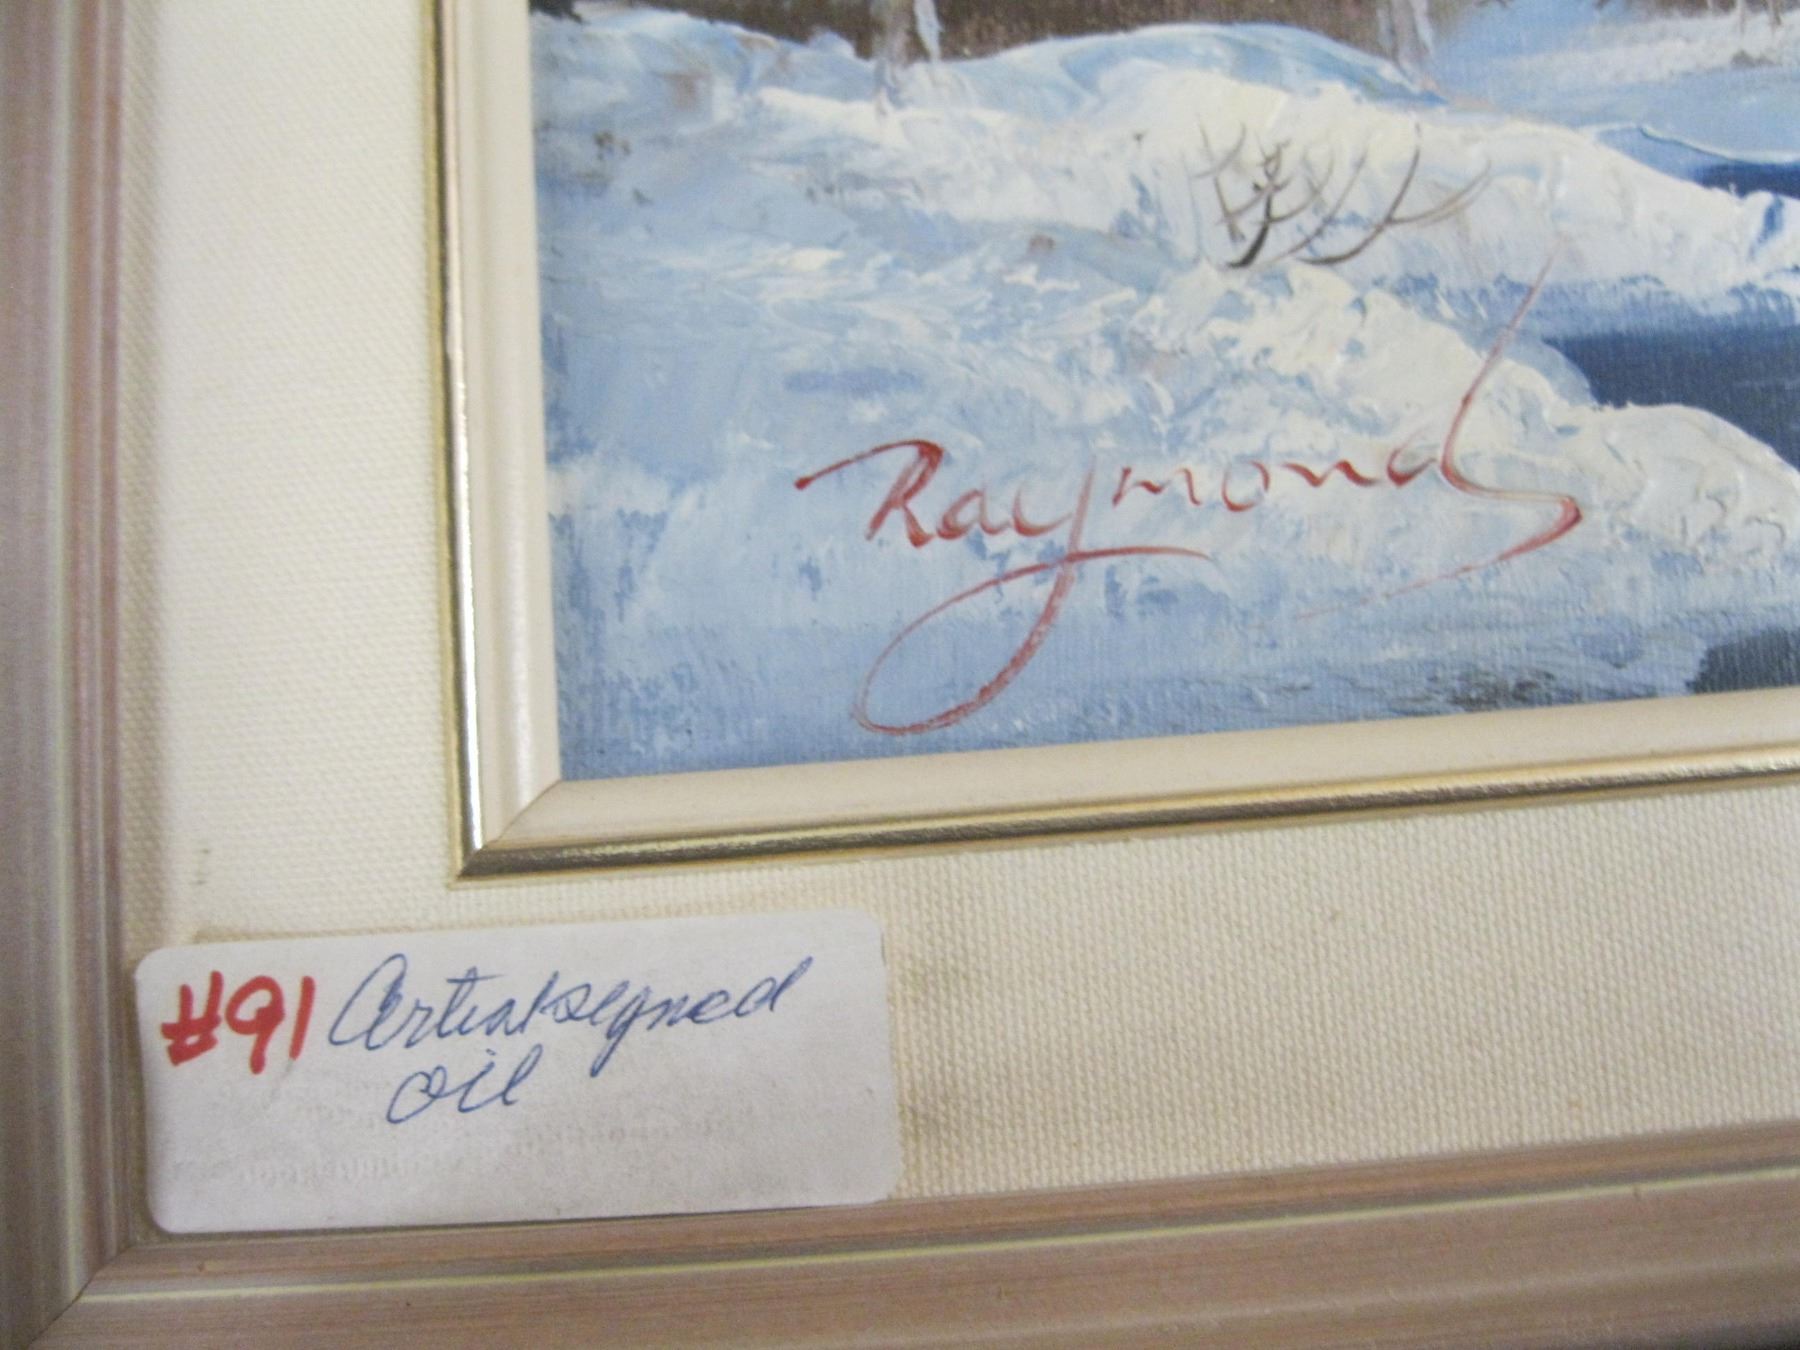 Raymond
#91 Artist signed
oil